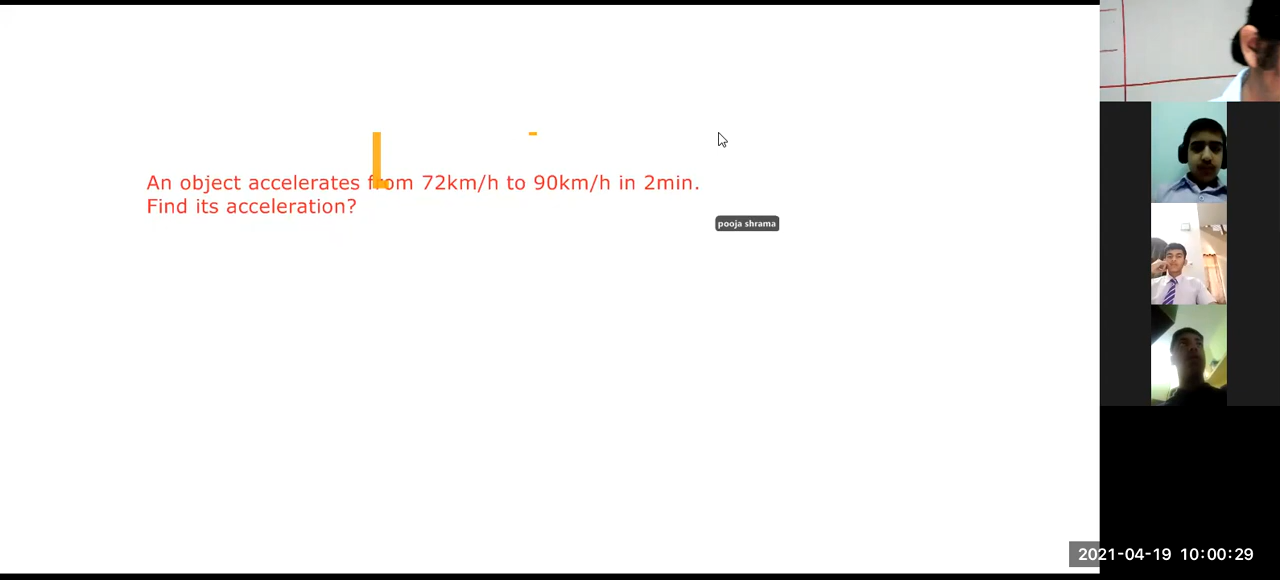 An object accelerates from 72km/h to 90km/h in 2min.
Find its acceleration?
pooja shrama
2021-04-19 10:00:29